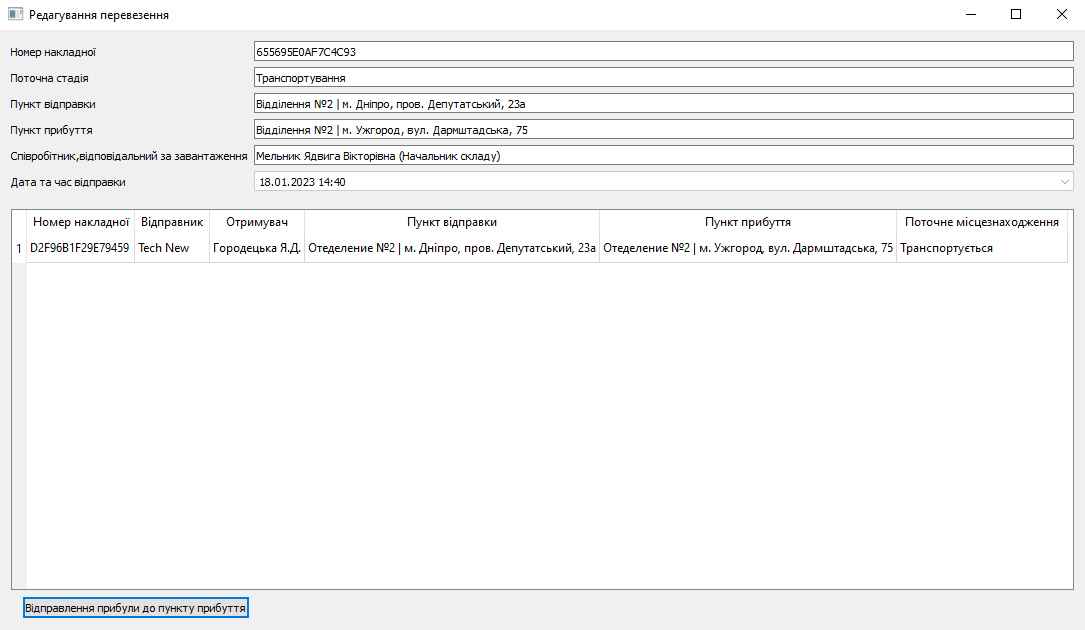 Редагування перевезення
Номер накладної 655695E0AF7C4C93
Поточна стадія Транспортування
Пункт відправки Відділення №2 | м. Дніпро, пров. Депутатський, 23а
Пункт прибуття Відділення №2 | м. Ужгород, вул. Дармштадська, 75
Співробітник,відповідальний за завантаження Мельник Ядвига Вікторівна (Начальник складу)
Дата та час відправки 18.01.2023 14:40
Номер накладної Відправник Отримувач Пункт відправки Пункт прибуття Поточне місцезнаходження
1 D2F96B1F29E79459 Tech New Городецька Я.Д. Отеделение №2 | м. Дніпро, пров. Депутатський, 23а Отеделение №2 | м. Ужгород, вул. Дармштадська, 75 Транспортується
Відправлення прибули до пункту прибуття